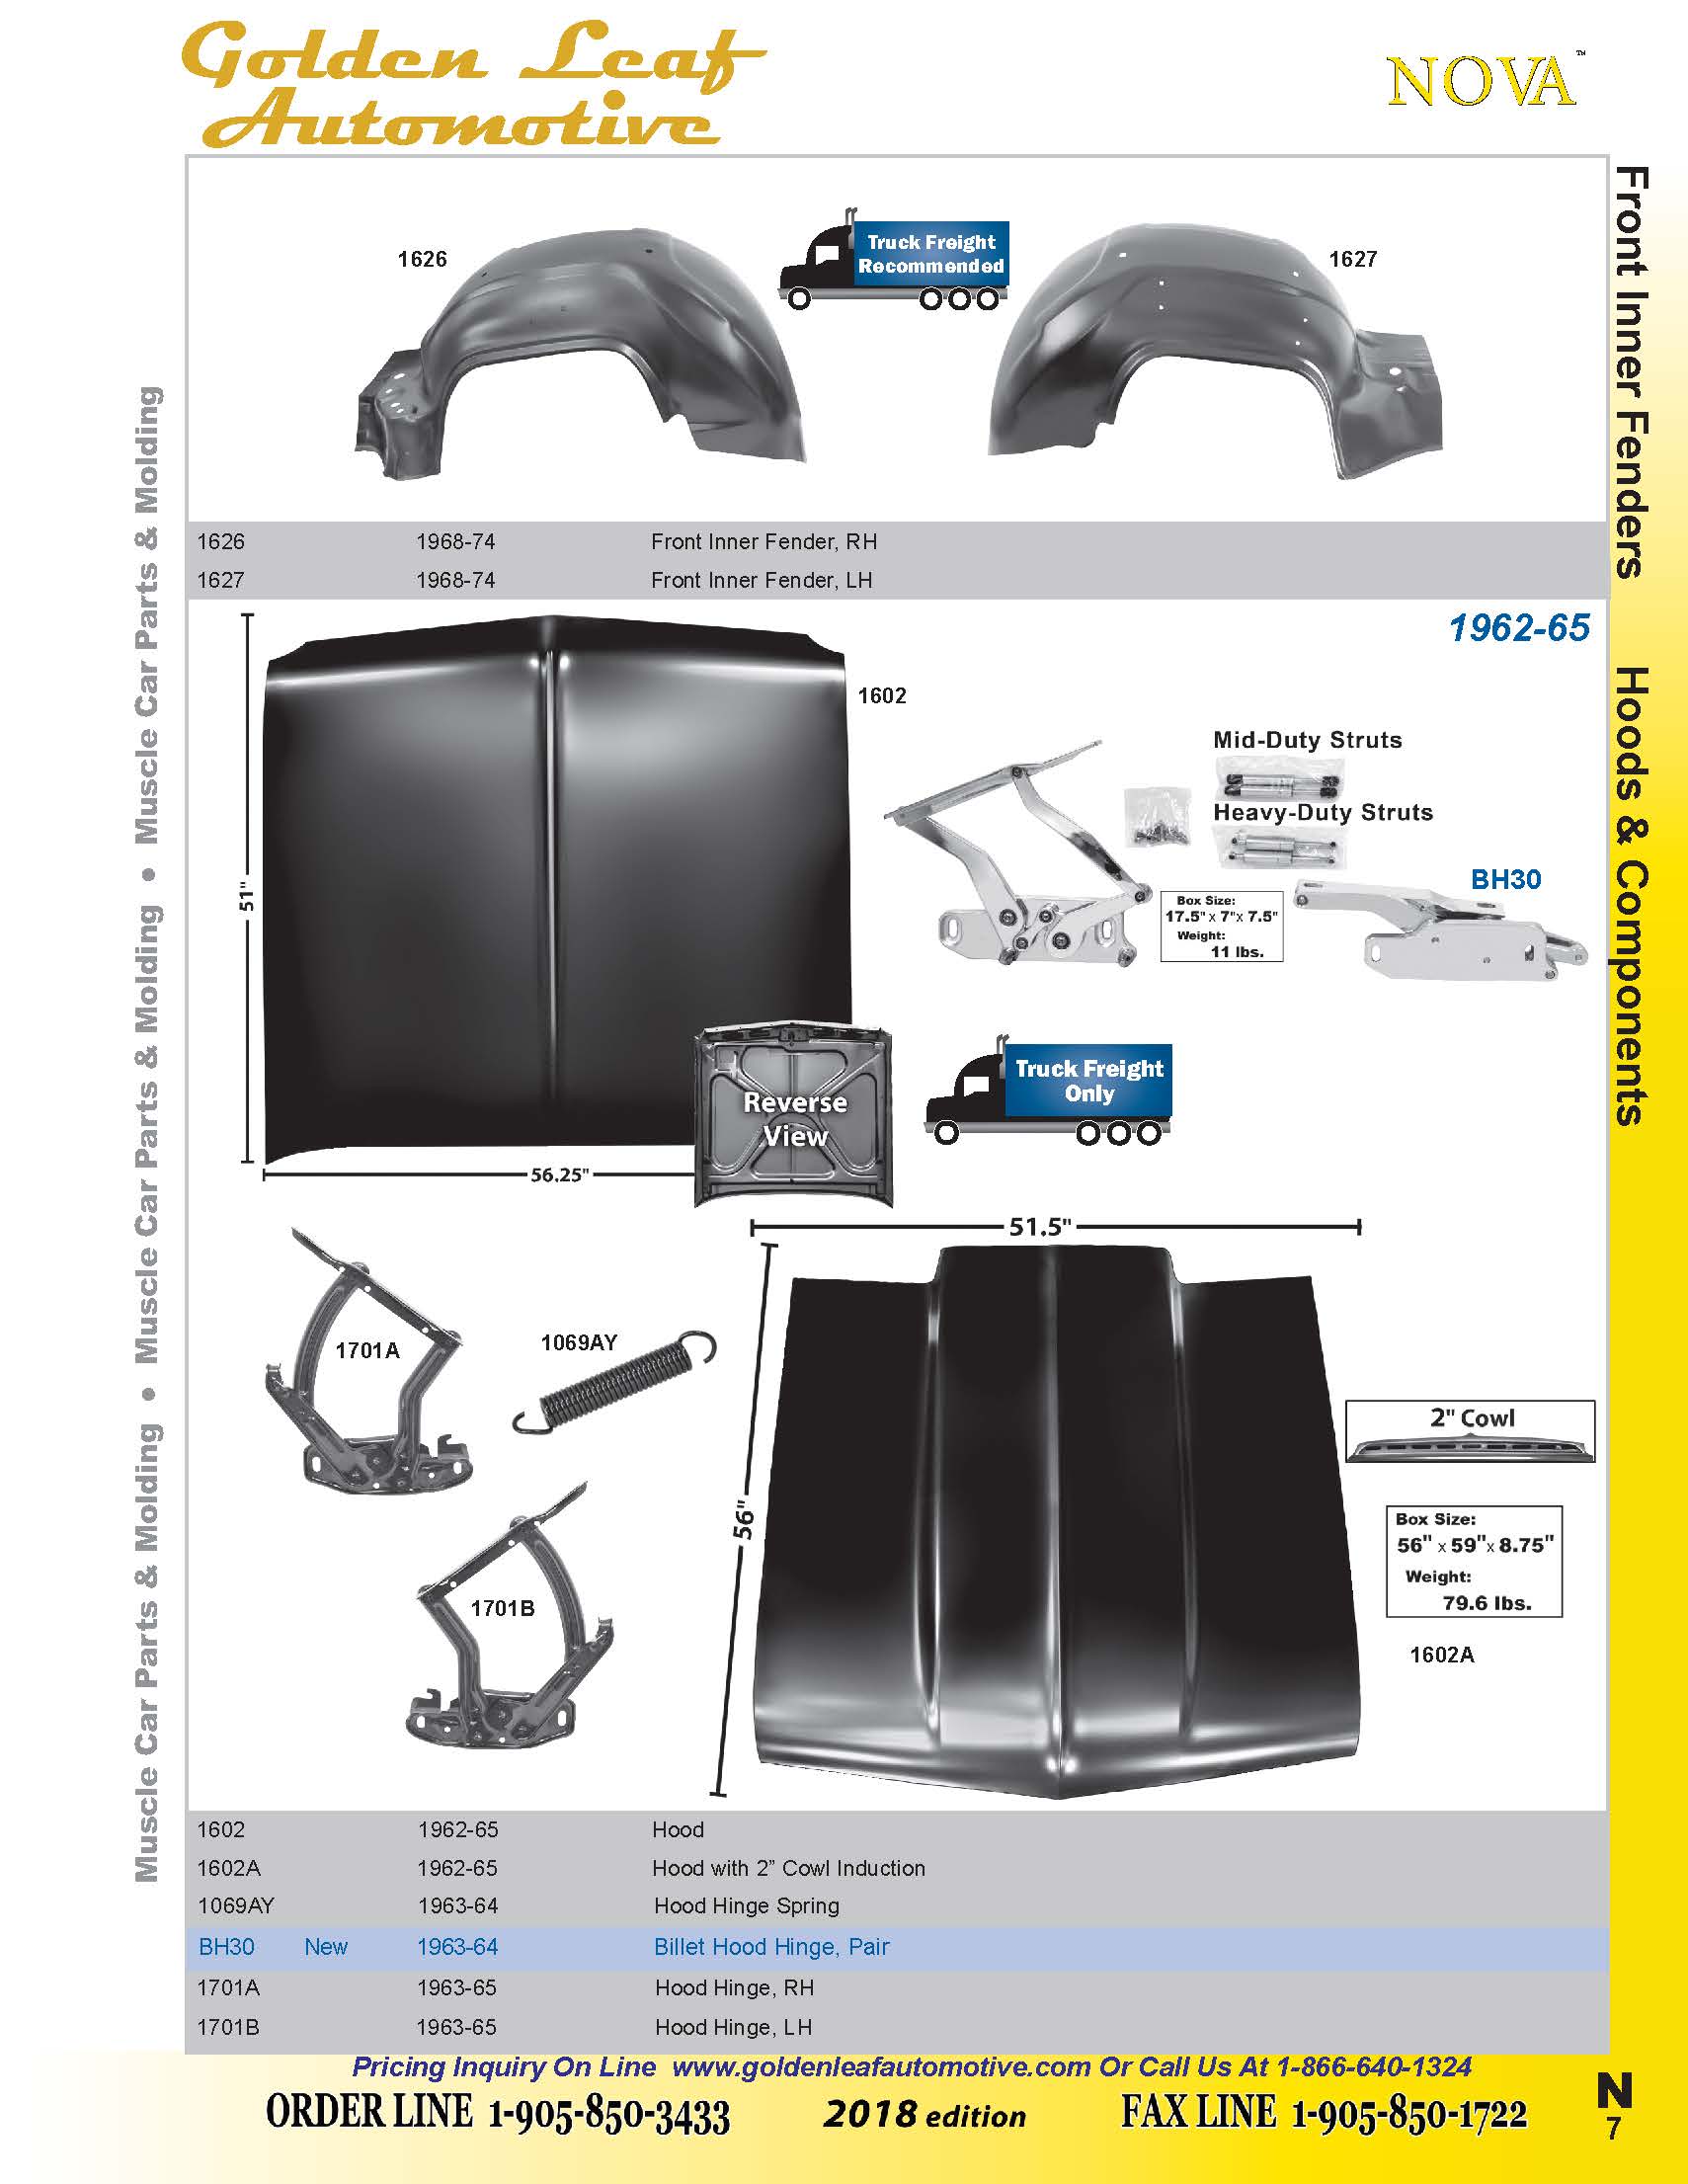 Golden Leaf
Automotive
NOVA™
1626
Truck Freight
Recommended
1627
Front Inner Fenders
1626 1968-74 Front Inner Fender, RH
1627 1968-74 Front Inner Fender, LH
1962-65
Hoods & Components
1602
51"
56.25"
Reverse
View
Mid-Duty Struts
Heavy-Duty Struts
BH30
Box Size:
17.5" x 7"x 7.5"
Weight:
11 lbs.
Truck Freight
Only
51.5"
1701A
1069AY
56"
2" Cowl
Box Size:
56" x 59"x 8.75"
Weight:
79.6 lbs.
1701B
1602A
1602 1962-65 Hood
1602A 1962-65 Hood with 2” Cowl Induction
1069AY 1963-64 Hood Hinge Spring
BH30 New 1963-64 Billet Hood Hinge, Pair
1701A 1963-65 Hood Hinge, RH
1701B 1963-65 Hood Hinge, LH
Muscle Car Parts & Molding • Muscle Car Parts & Molding • Muscle Car Parts & Molding
Pricing Inquiry On Line www.goldenleafautomotive.com Or Call Us At 1-866-640-1324
ORDER LINE 1-905-850-3433 2018 edition FAX LINE 1-905-850-1722
N
7